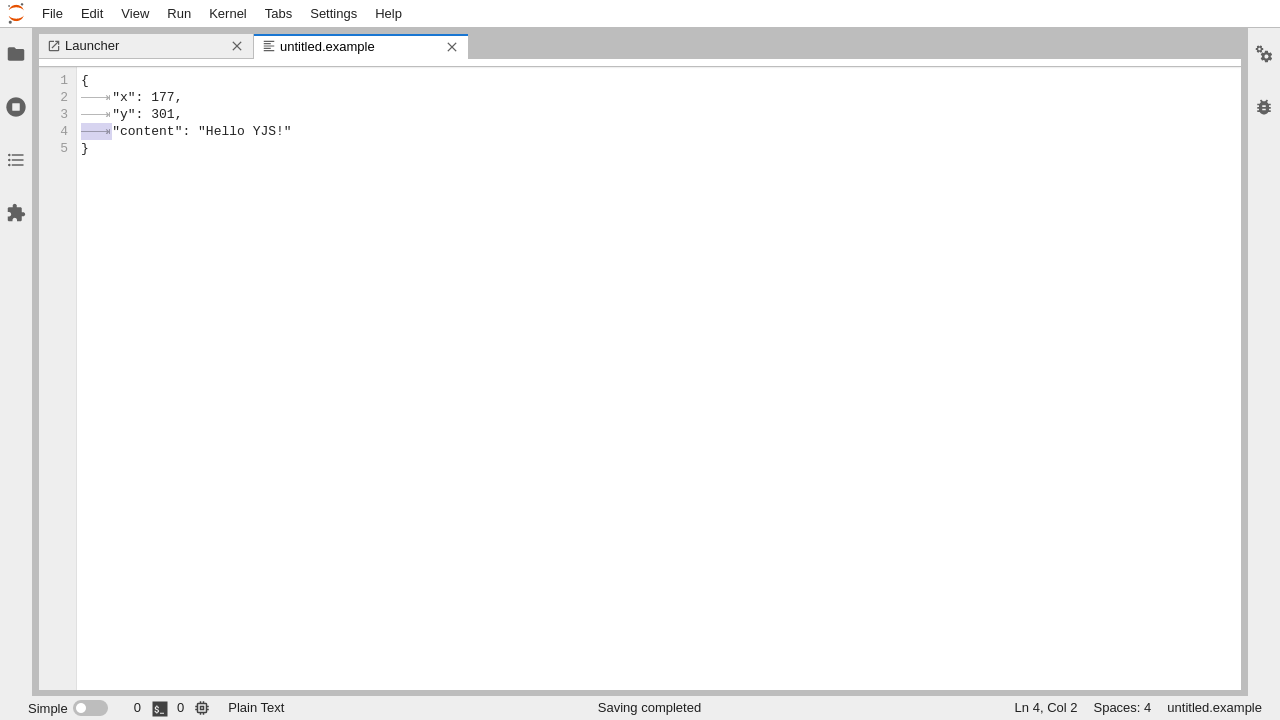 File Edit View Run Kernel Tabs Settings Help
Launcher untitled.example
1 {
2 "x": 177,
3 "y": 301,
4 "content": "Hello YJS!"
5 }
Simple 0 $_ 0 Plain Text Saving completed Ln 4, Col 2 Spaces: 4 untitled.example